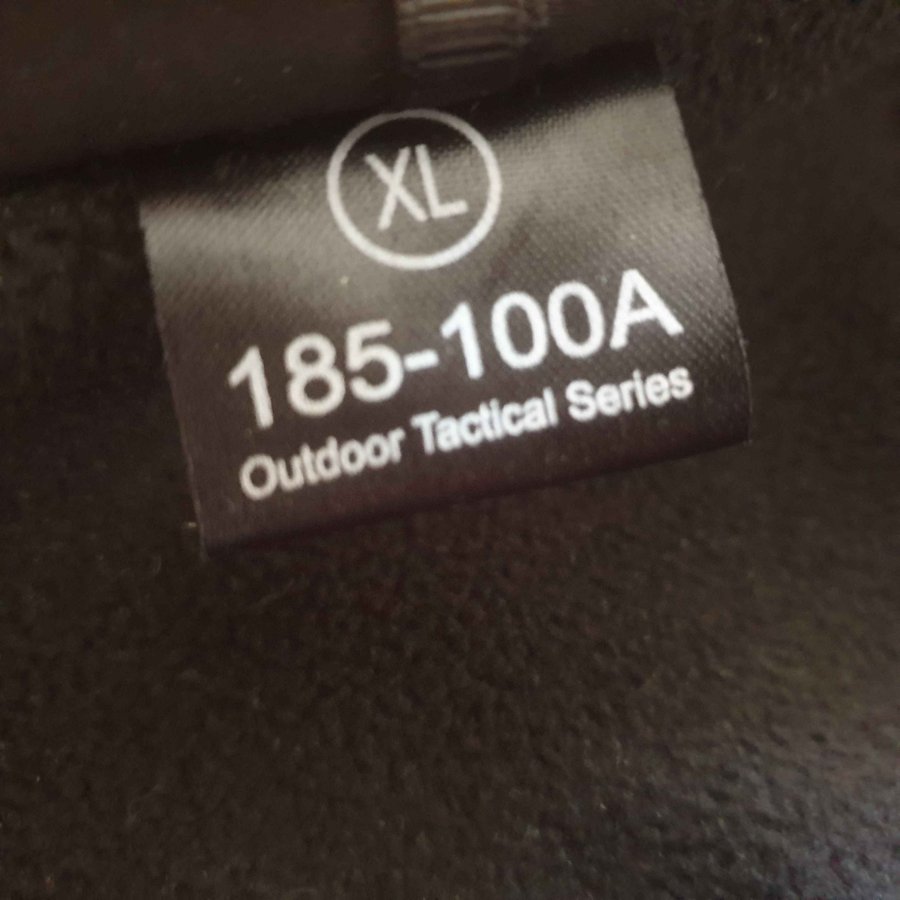 XL
185-100A
Outdoor Tactical Series